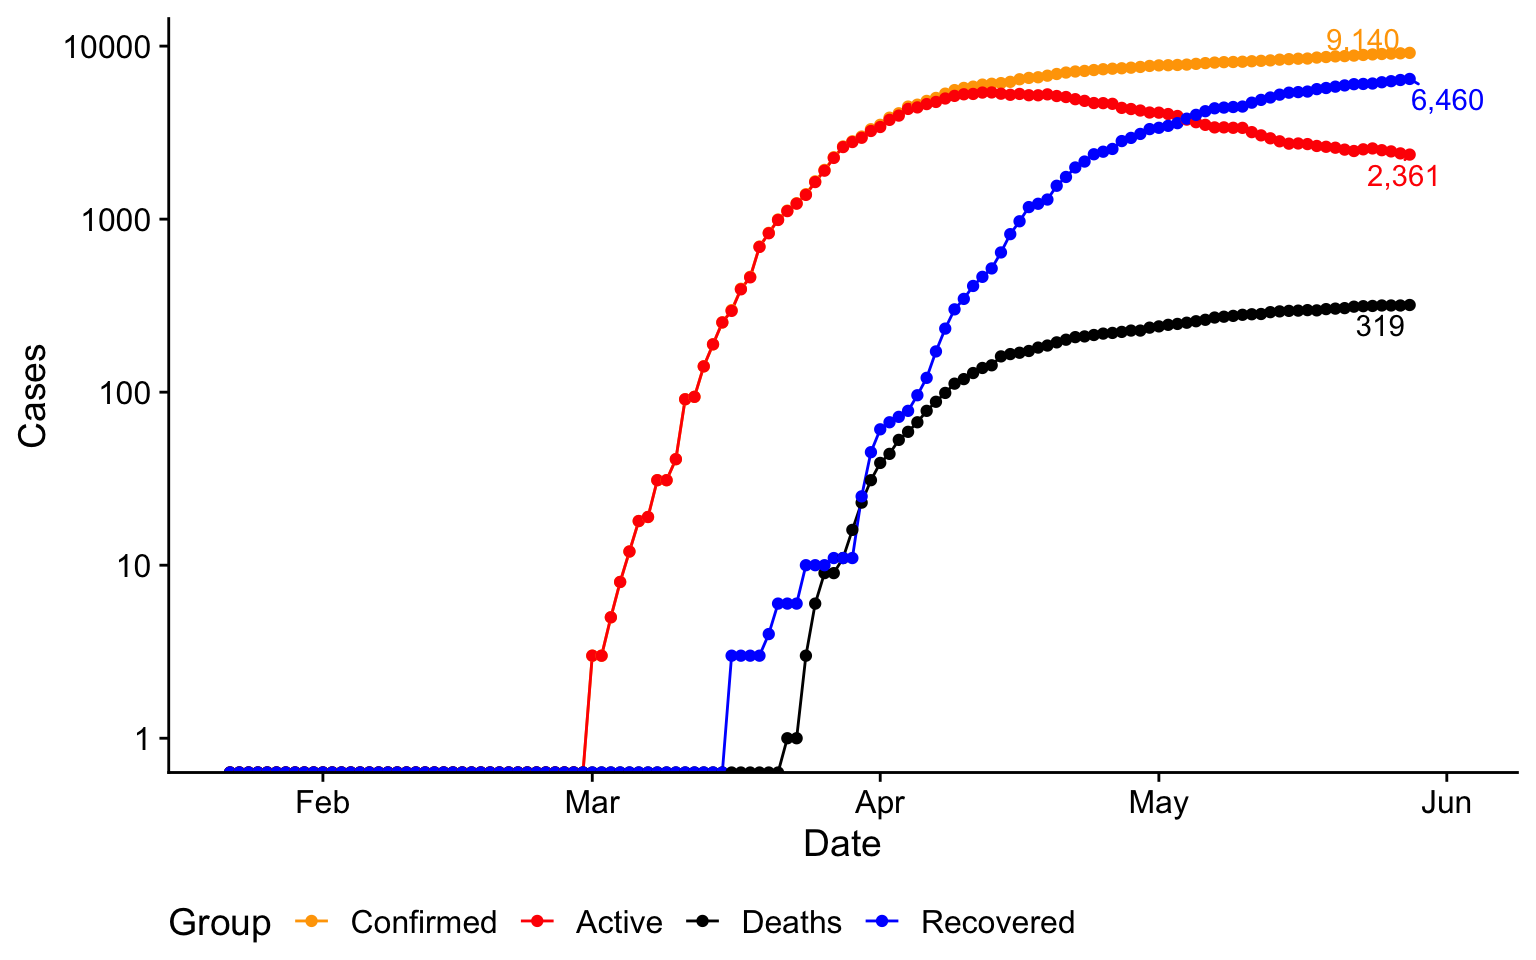 10000
1000
100
10
1
Cases
9,140
6,460
2,361
319
Feb Mar Apr May Jun
Date
Group Confirmed Active Deaths Recovered